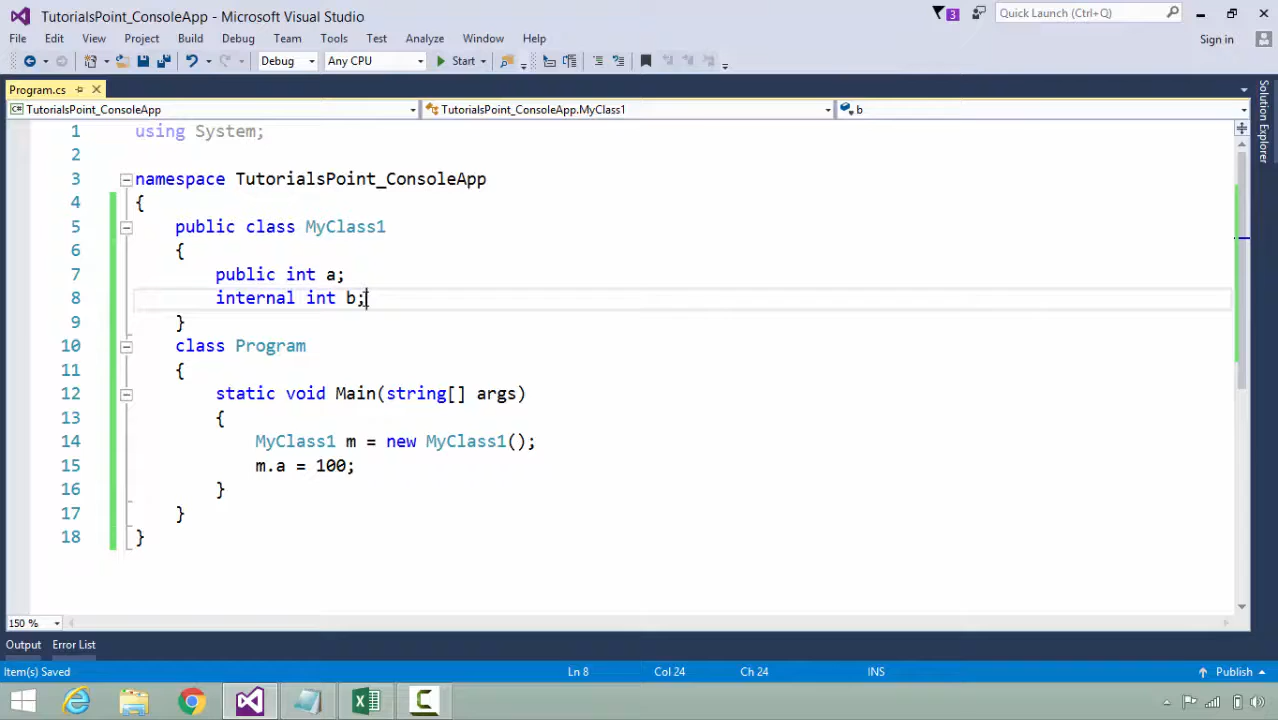 TutorialsPoint_ConsoleApp - Microsoft Visual Studio
3
Quick Launch (Ctrl+Q)
File Edit View Project Build Debug Team Tools Test Analyze Window Help
Sign in
Debug Any CPU Start
Program.cs
TutorialsPoint_ConsoleApp TutorialsPoint_ConsoleApp.MyClass1 b
Solution Explorer
1 using System;
2
3 namespace TutorialsPoint_ConsoleApp
4 {
5 public class MyClass1
6 {
7 public int a;
8 internal int b;
9 }
10 class Program
11 {
12 static void Main(string[] args)
13 {
14 MyClass1 m = new MyClass1();
15 m.a = 100;
16 }
17 }
18 }
150 %
Output Error List
Item(s) Saved Ln 8 Col 24 Ch 24 INS Publish